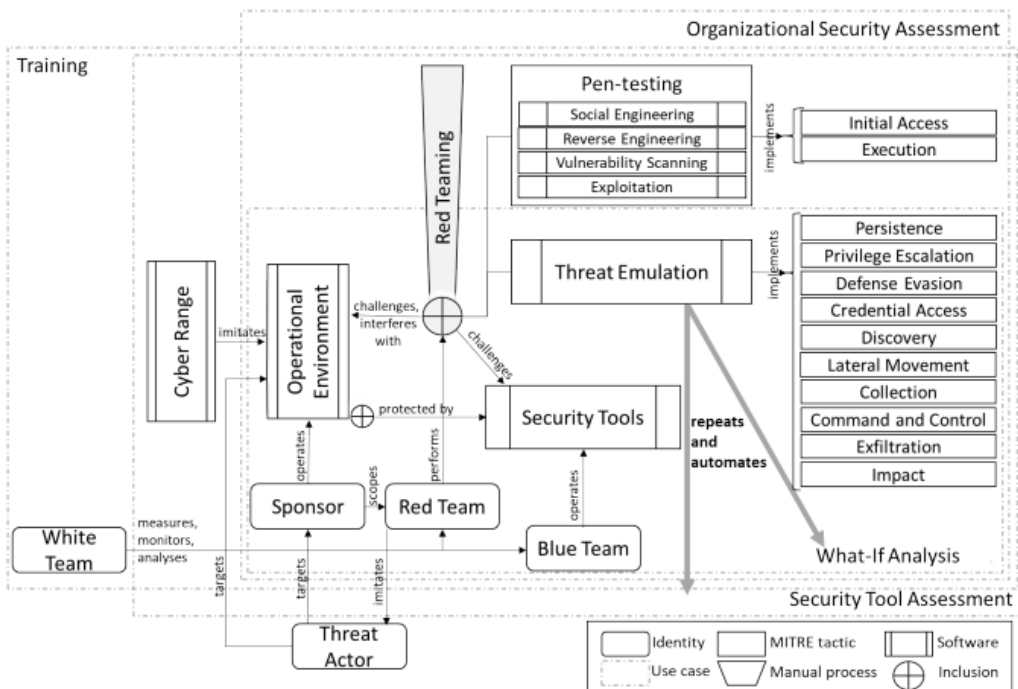 Organizational Security Assessment
Training
Pen-testing
Social Engineering
Reverse Engineering
Vulnerability Scanning
Exploitation
implements
Initial Access
Execution
Red Teaming
Threat Emulation
implements
Persistence
Privilege Escalation
Defense Evasion
Credential Access
Discovery
Lateral Movement
Collection
Command and Control
Exfiltration
Impact
Cyber Range
imitates
Operational
Environment
challenges,
interferes
with
challenges
protected by
Security Tools
repeats
and
automates
operates
scopes
performs
operates
Sponsor
Red Team
White
Team
measures,
monitors,
analyses
Blue Team
What-If Analysis
targets
targets
imitates
Security Tool Assessment
Threat
Actor
Identity
MITRE tactic
Software
Use case
Manual process
Inclusion